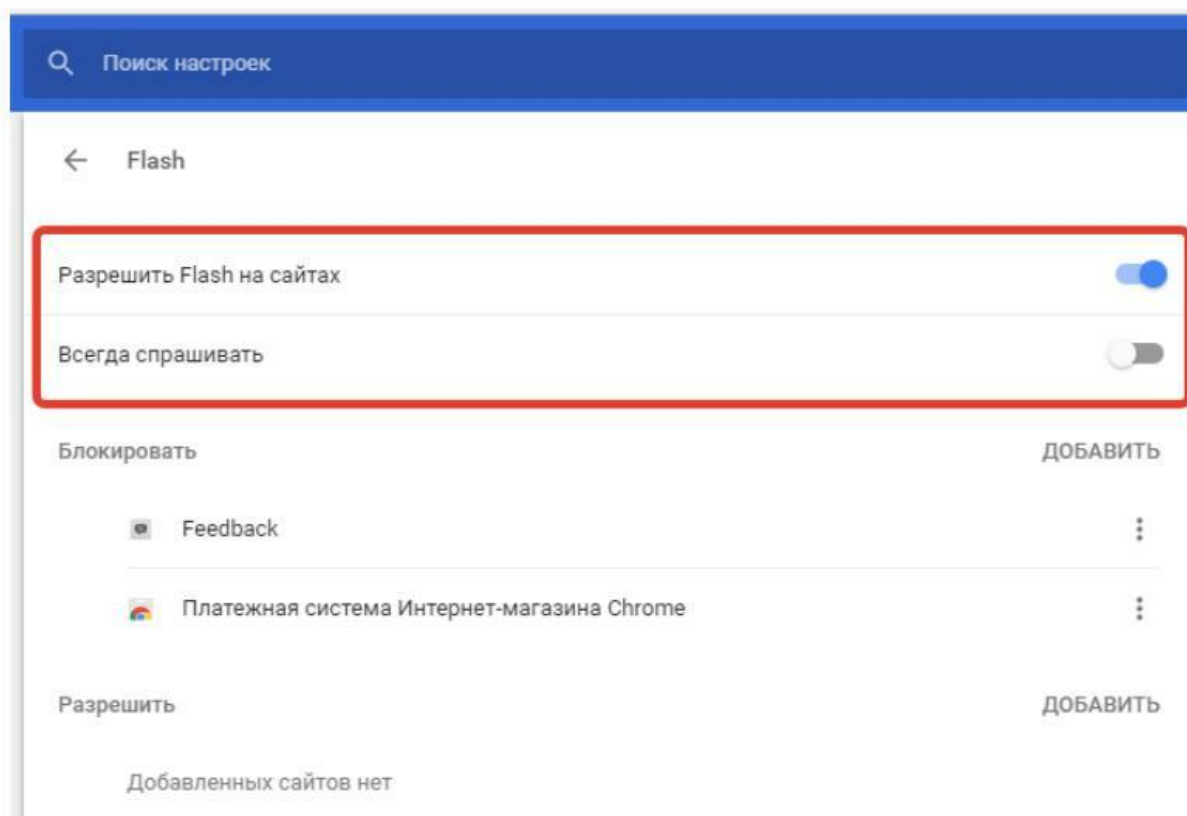 Поиск настроек
Flash
Разрешить Flash на сайтах
Всегда спрашивать
Блокировать ДОБАВИТЬ
Feedback
Платежная система Интернет-магазина Chrome
Разрешить ДОБАВИТЬ
Добавленных сайтов нет